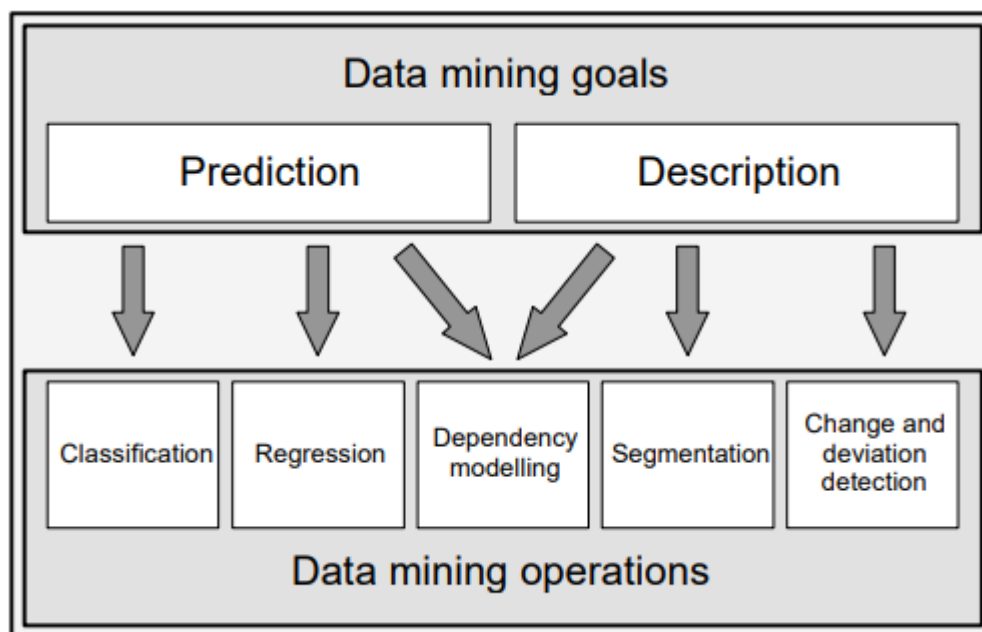 Data mining goals
Prediction
Description
Classification
Regression
Dependency
modelling
Segmentation
Change and
deviation
detection
Data mining operations